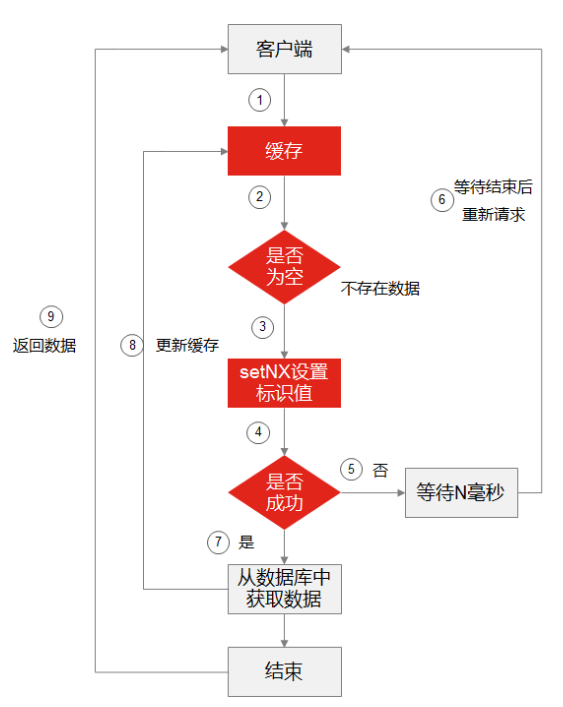 客户端
1
缓存
2
等待结束后
6
重新请求
是否
为空
不存在数据
9
3
返回数据
8
更新缓存
setNX设置
标识值
4
是否
成功
5
否
等待N毫秒
7
是
从数据库中
获取数据
结束